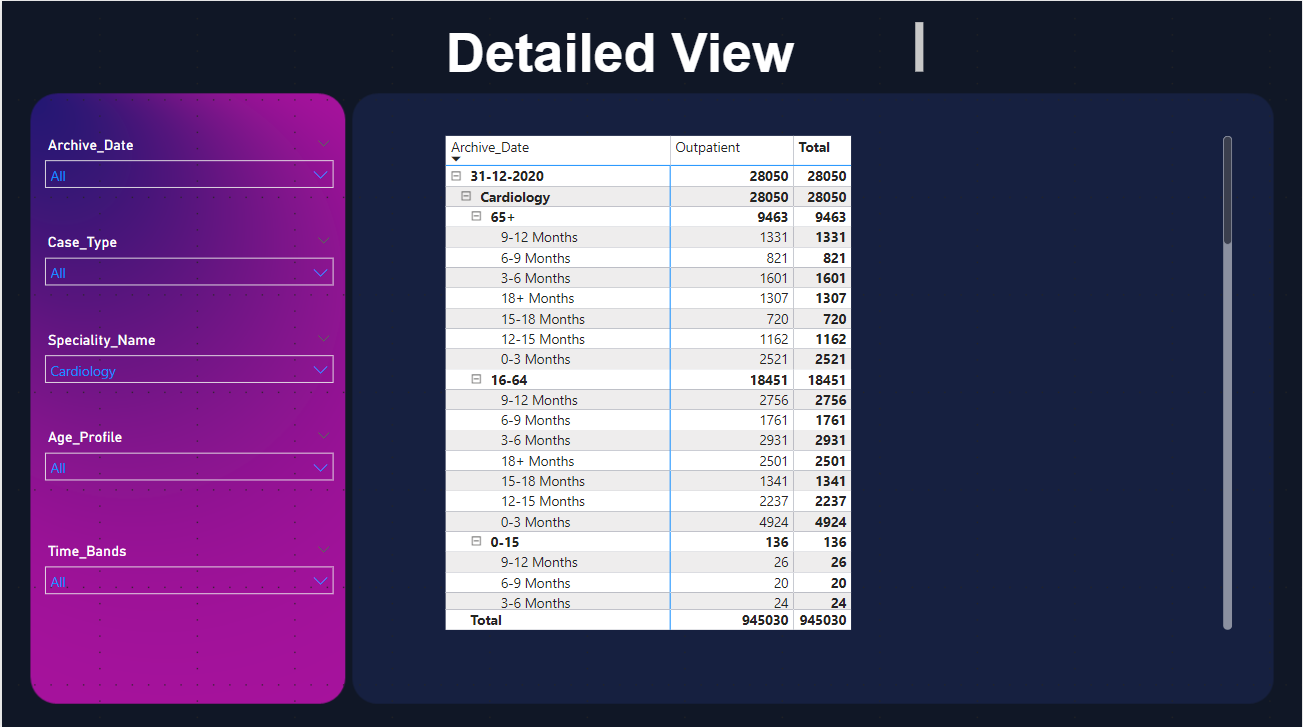 Detailed View
Archive_Date
All
Case_Type
All
Speciality_Name
Cardiology
Age_Profile
All
Time_Bands
All
Archive_Date Outpatient Total
31-12-2020 28050 28050
Cardiology 28050 28050
65+ 9463 9463
9-12 Months 1331 1331
6-9 Months 821 821
3-6 Months 1601 1601
18+ Months 1307 1307
15-18 Months 720 720
12-15 Months 1162 1162
0-3 Months 2521 2521
16-64 18451 18451
9-12 Months 2756 2756
6-9 Months 1761 1761
3-6 Months 2931 2931
18+ Months 2501 2501
15-18 Months 1341 1341
12-15 Months 2237 2237
0-3 Months 4924 4924
0-15 136 136
9-12 Months 26 26
6-9 Months 20 20
3-6 Months 24 24
Total 945030 945030